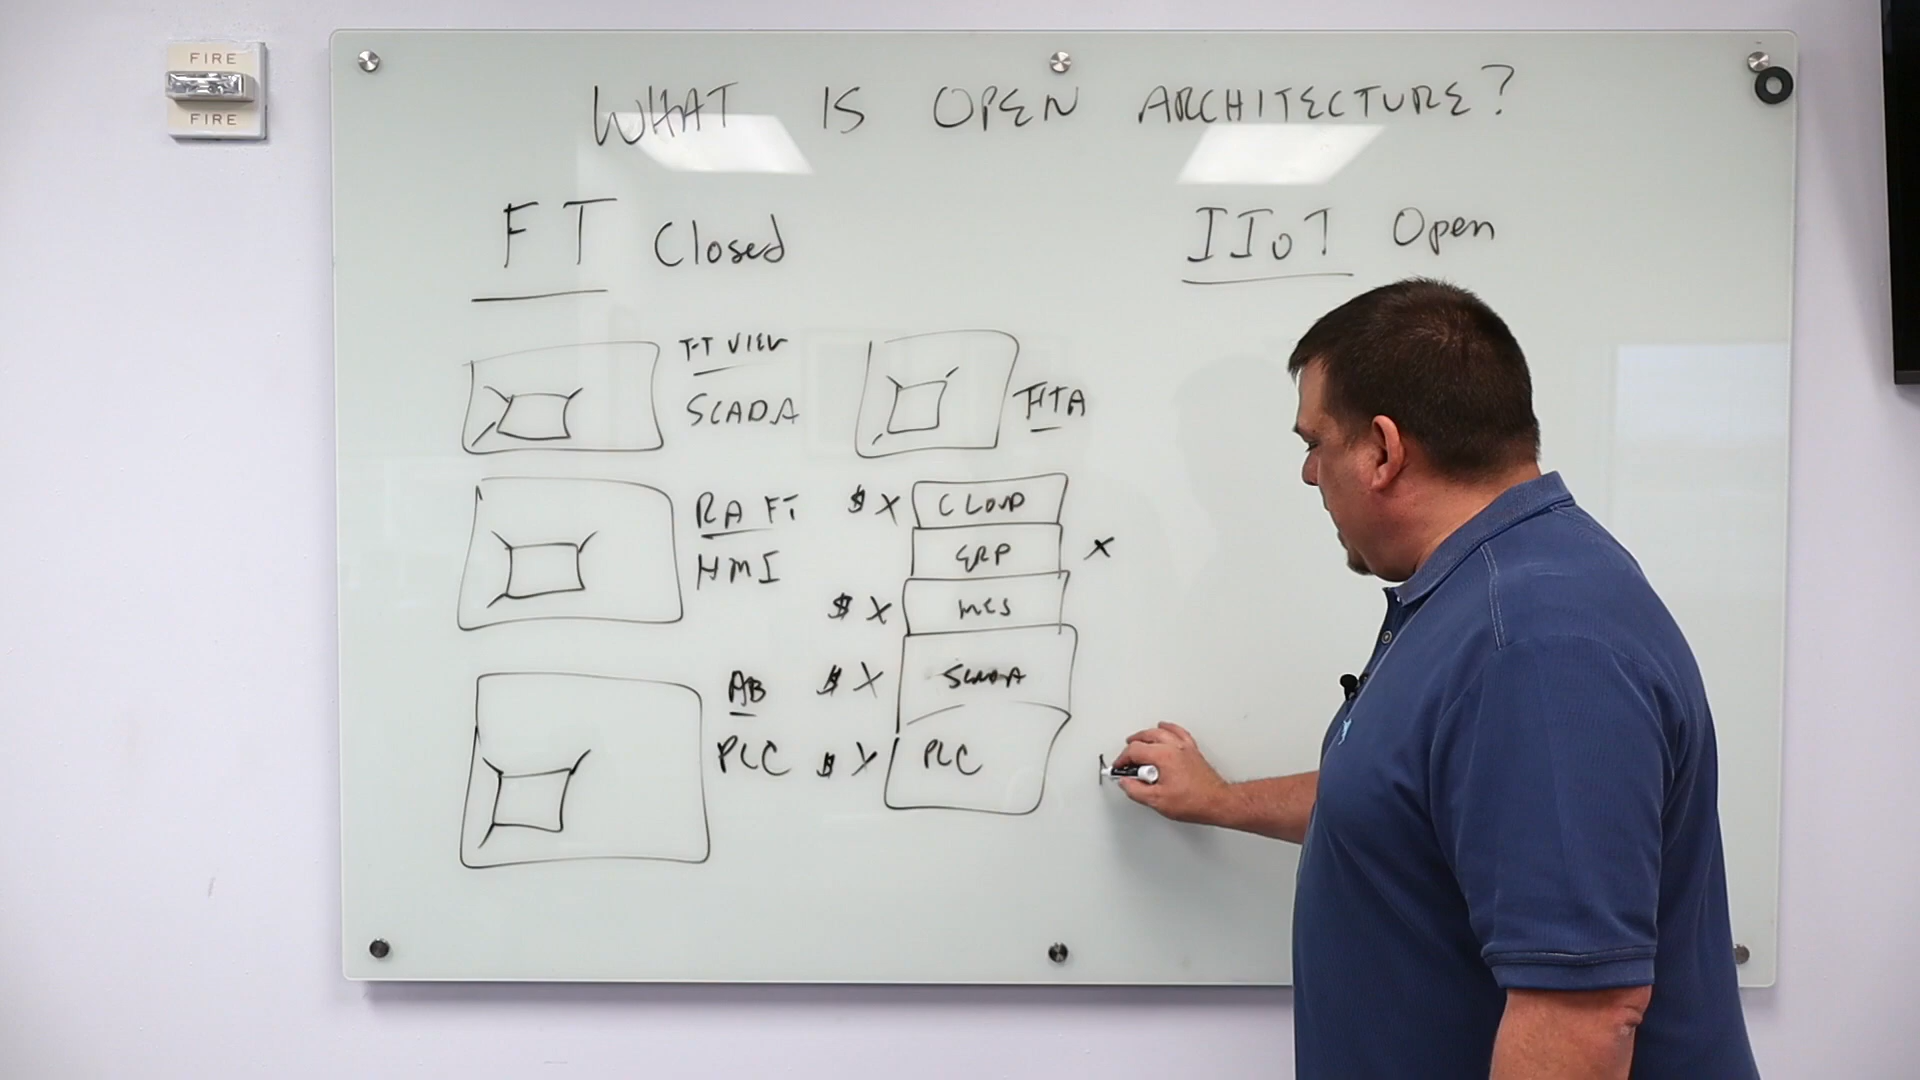 FIRE
FIRE
WHAT IS OPEN ARCHITECTURE?
FT Closed
IIoT Open
FT VIEW
SCADA
FTA
RA FT
HMI
AB
PLC
$ X CLOUD
ERP X
$ X MES
$ X SCADA
$ X PLC